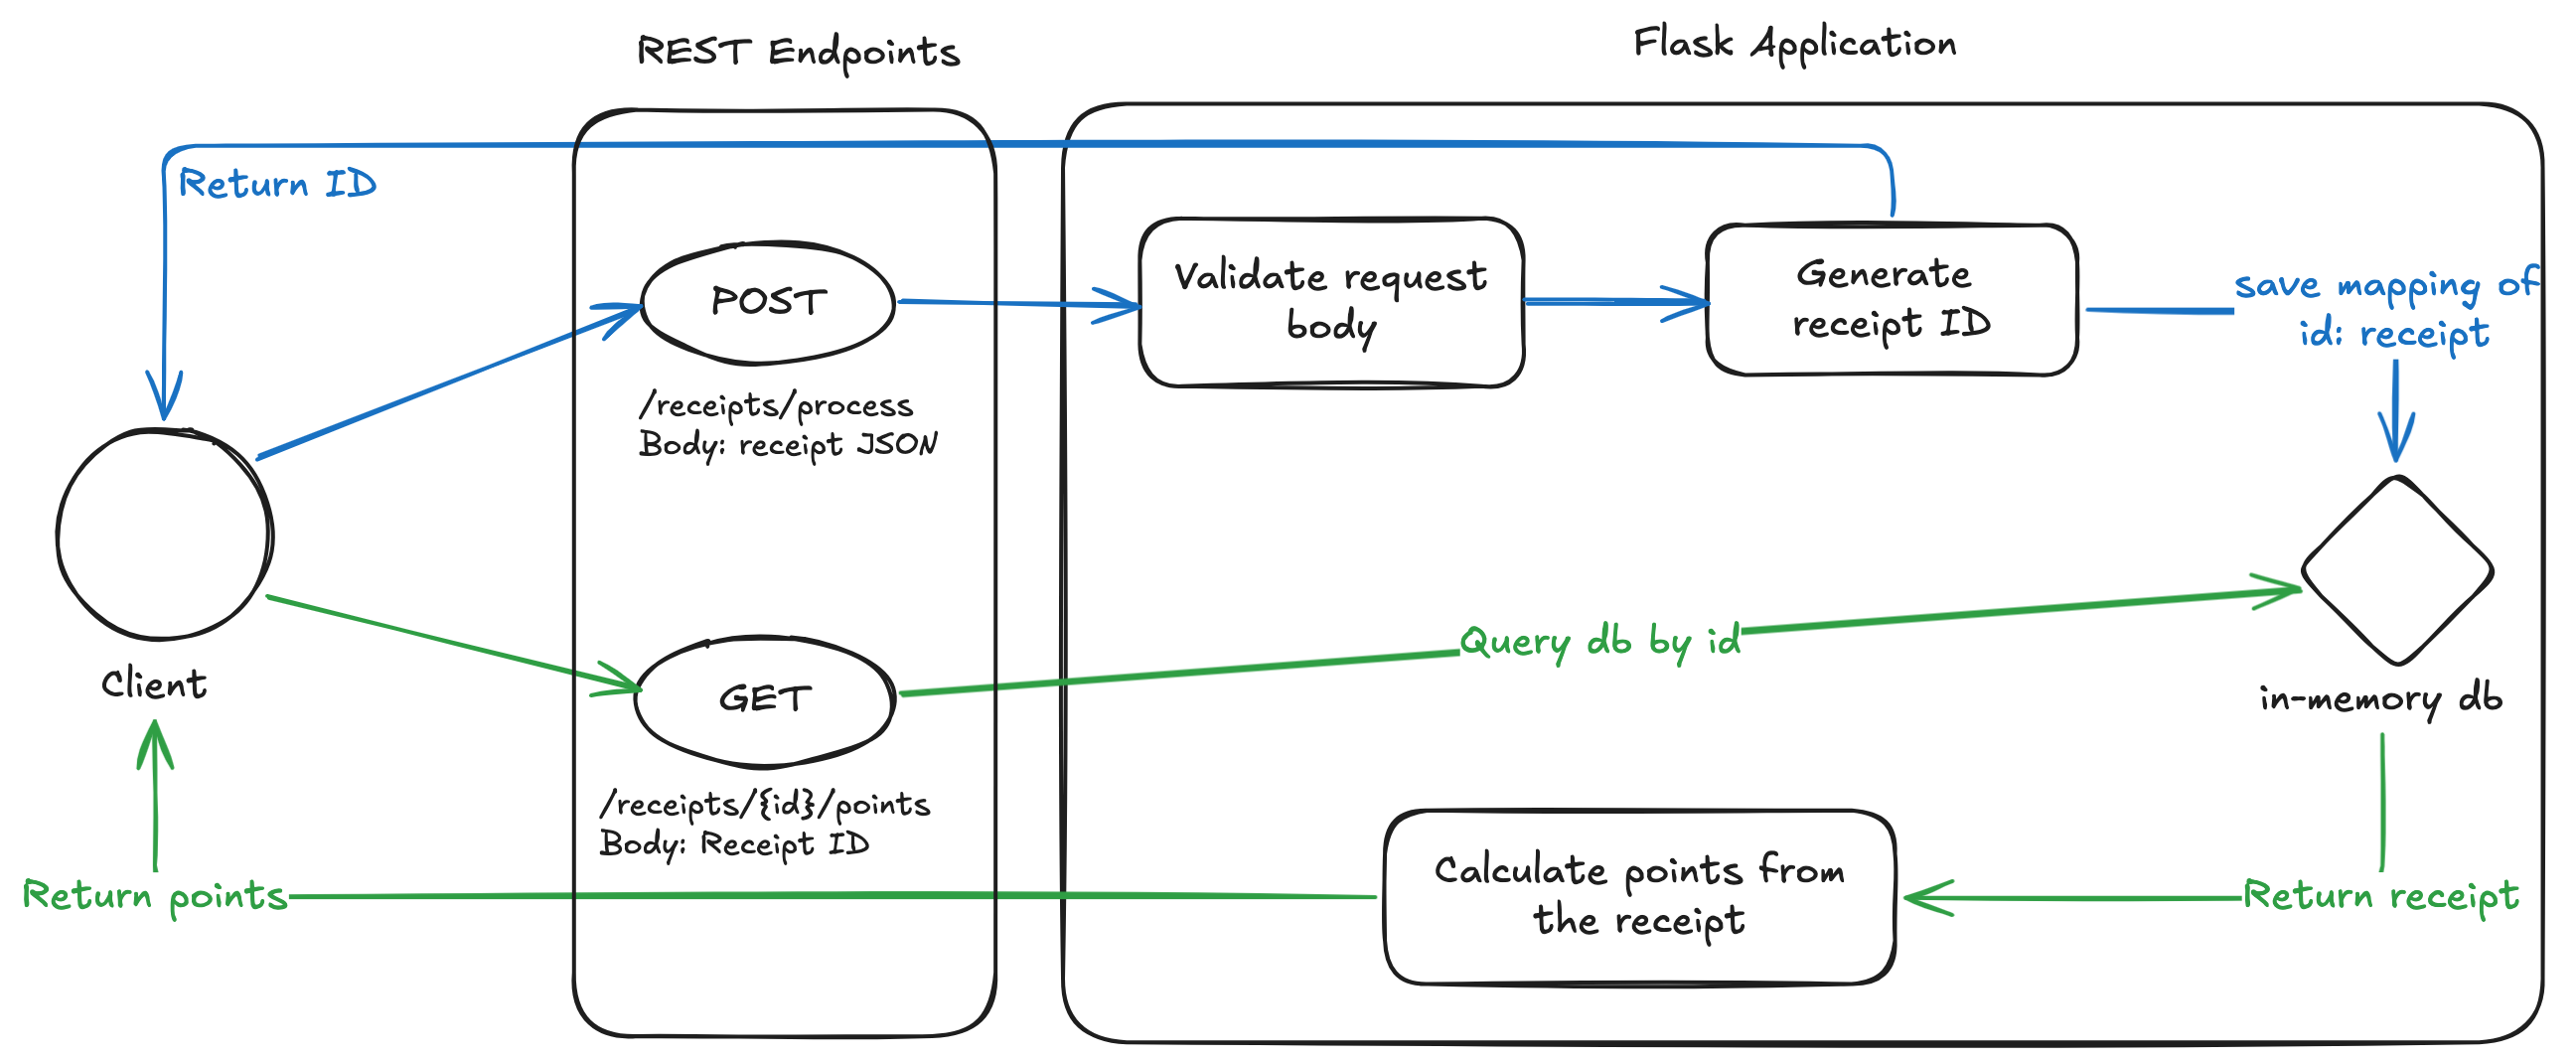 REST Endpoints
Flask Application
Return ID
POST
/receipts/process
Body: receipt JSON
Validate request
body
Generate
receipt ID
save mapping of
id: receipt
Client
GET
/receipts/{id}/points
Body: Receipt ID
Query db by id
in-memory db
Return points
Calculate points from
the receipt
Return receipt